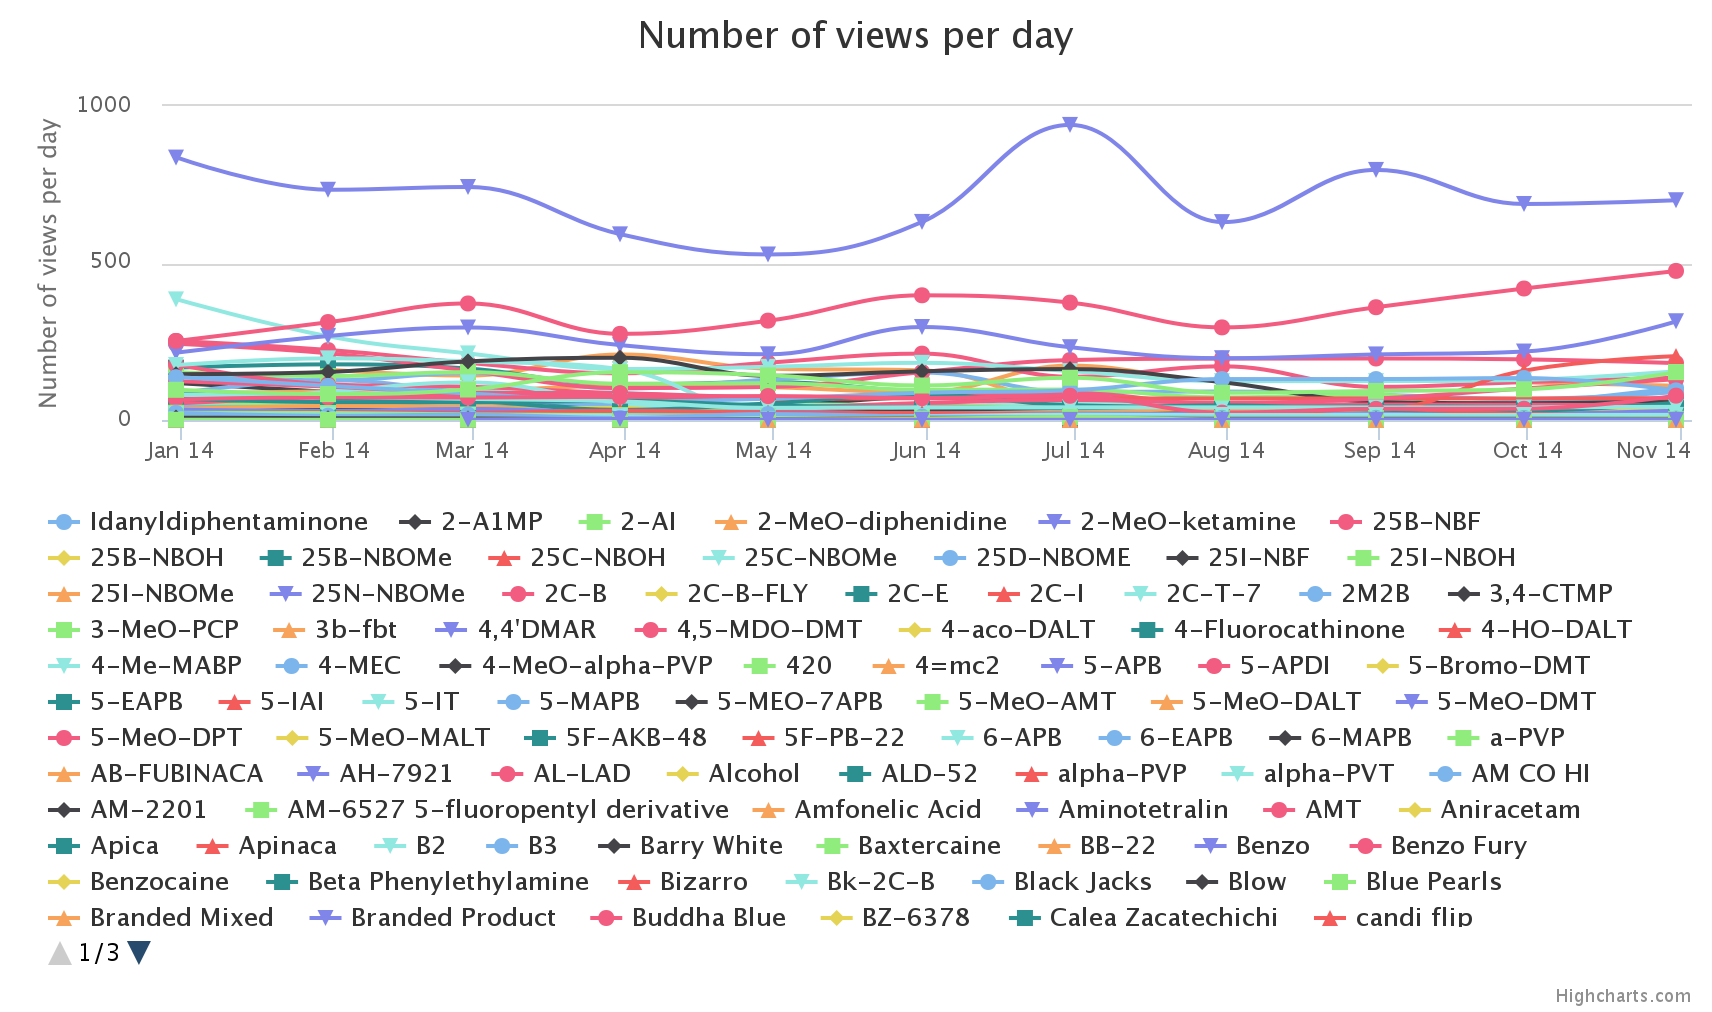 Number of views per day
Number of views per day
1000
500
0
Jan 14 Feb 14 Mar 14 Apr 14 May 14 Jun 14 Jul 14 Aug 14 Sep 14 Oct 14 Nov 14
Idanyldiphentaminone 2-A1MP 2-AI 2-MeO-diphenidine 2-MeO-ketamine 25B-NBF
25B-NBOH 25B-NBOMe 25C-NBOH 25C-NBOMe 25D-NBOME 25I-NBF 25I-NBOH
25I-NBOMe 25N-NBOMe 2C-B 2C-B-FLY 2C-E 2C-I 2C-T-7 2M2B 3,4-CTMP
3-MeO-PCP 3b-fbt 4,4'DMAR 4,5-MDO-DMT 4-aco-DALT 4-Fluorocathinone 4-HO-DALT
4-Me-MABP 4-MEC 4-MeO-alpha-PVP 420 4=mc2 5-APB 5-APDI 5-Bromo-DMT
5-EAPB 5-IAI 5-IT 5-MAPB 5-MEO-7APB 5-MeO-AMT 5-MeO-DALT 5-MeO-DMT
5-MeO-DPT 5-MeO-MALT 5F-AKB-48 5F-PB-22 6-APB 6-EAPB 6-MAPB a-PVP
AB-FUBINACA AH-7921 AL-LAD Alcohol ALD-52 alpha-PVP alpha-PVT AM CO HI
AM-2201 AM-6527 5-fluoropentyl derivative Amfonelic Acid Aminotetralin AMT Aniracetam
Apica Apinaca B2 B3 Barry White Baxtercaine BB-22 Benzo Benzo Fury
Benzocaine Beta Phenylethylamine Bizarro Bk-2C-B Black Jacks Blow Blue Pearls
Branded Mixed Branded Product Buddha Blue BZ-6378 Calea Zacatechichi candi flip
1/3
Highcharts.com